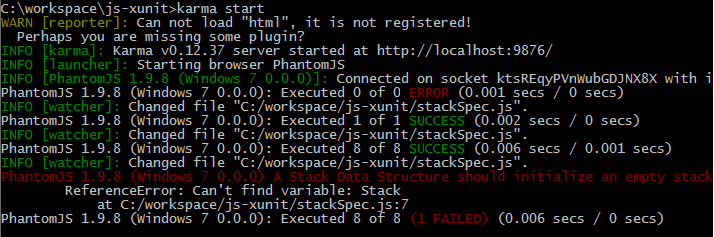 C:\workspace\js-xunit>karma start
WARN [reporter]: Can not load "html", it is not registered!
Perhaps you are missing some plugin?
INFO [karma]: Karma v0.12.37 server started at http://localhost:9876/
INFO [launcher]: Starting browser PhantomJS
INFO [PhantomJS 1.9.8 (Windows 7 0.0.0)]: Connected on socket ktsREqyPVnWubGDJNX8X with i
PhantomJS 1.9.8 (Windows 7 0.0.0): Executed 0 of 0 ERROR (0.001 secs / 0 secs)
INFO [watcher]: Changed file "C:/workspace/js-xunit/stackSpec.js".
PhantomJS 1.9.8 (Windows 7 0.0.0): Executed 1 of 1 SUCCESS (0.002 secs / 0 secs)
INFO [watcher]: Changed file "C:/workspace/js-xunit/stackSpec.js".
PhantomJS 1.9.8 (Windows 7 0.0.0): Executed 8 of 8 SUCCESS (0.006 secs / 0.001 secs)
INFO [watcher]: Changed file "C:/workspace/js-xunit/stackSpec.js".
PhantomJS 1.9.8 (Windows 7 0.0.0) A Stack Data Structure should initialize an empty stack
ReferenceError: Can't find variable: Stack
at C:/workspace/js-xunit/stackSpec.js:7
PhantomJS 1.9.8 (Windows 7 0.0.0): Executed 8 of 8 (1 FAILED) (0.006 secs / 0 secs)